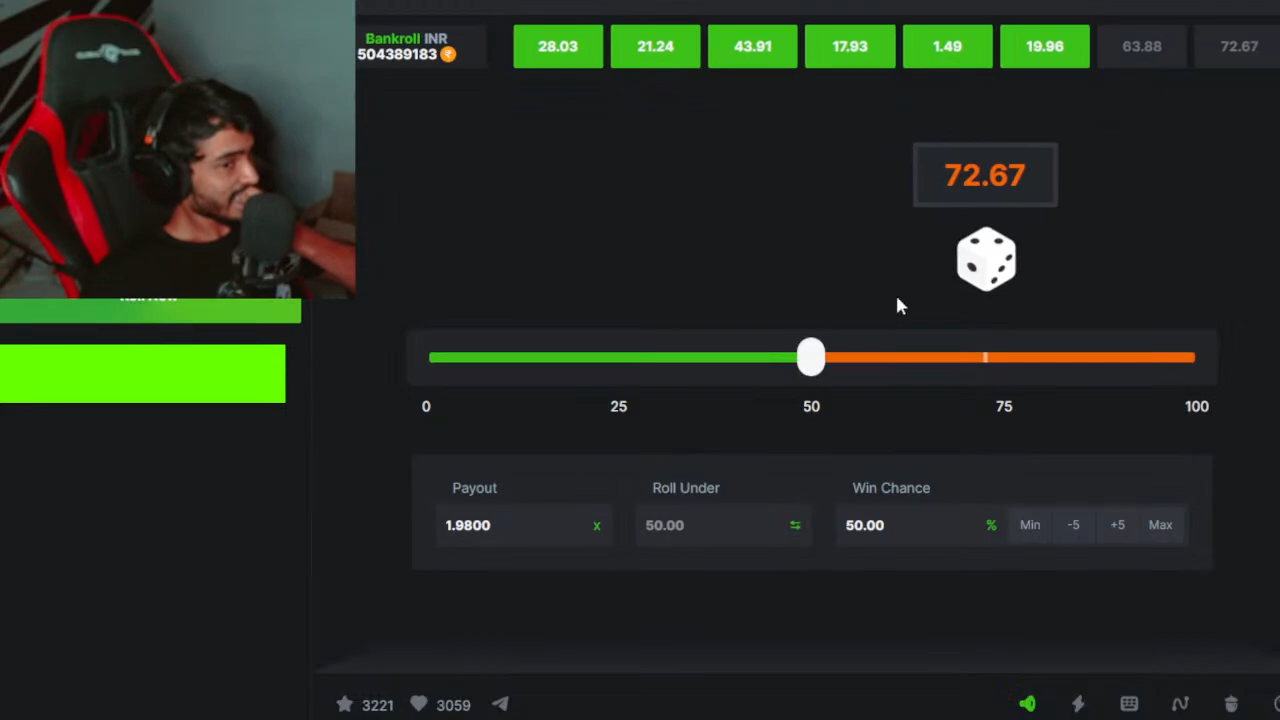 Bankroll INR
504389183
28.03 21.24 43.91 17.93 1.49 19.96 63.88 72.67
72.67
0 25 50 75 100
Payout Roll Under Win Chance
1.9800 x 50.00 50.00 % Min -5 +5 Max
3221 3059